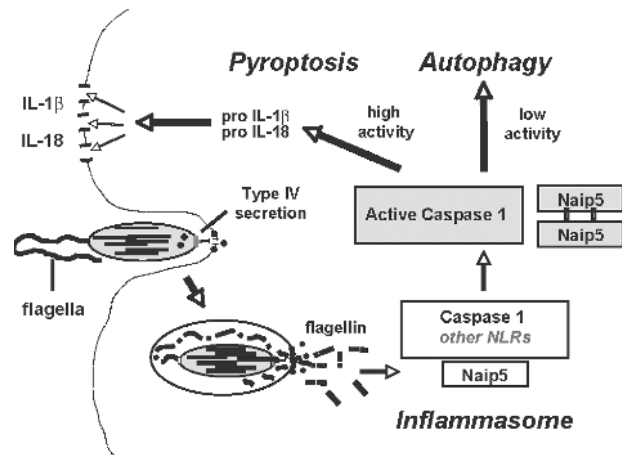 Pyroptosis
Autophagy
IL-1β
IL-18
pro IL-1β
pro IL-18
high
activity
low
activity
Type IV
secretion
Active Caspase 1
Naip5
Naip5
flagella
flagellin
Caspase 1
other NLRs
Naip5
Inflammasome